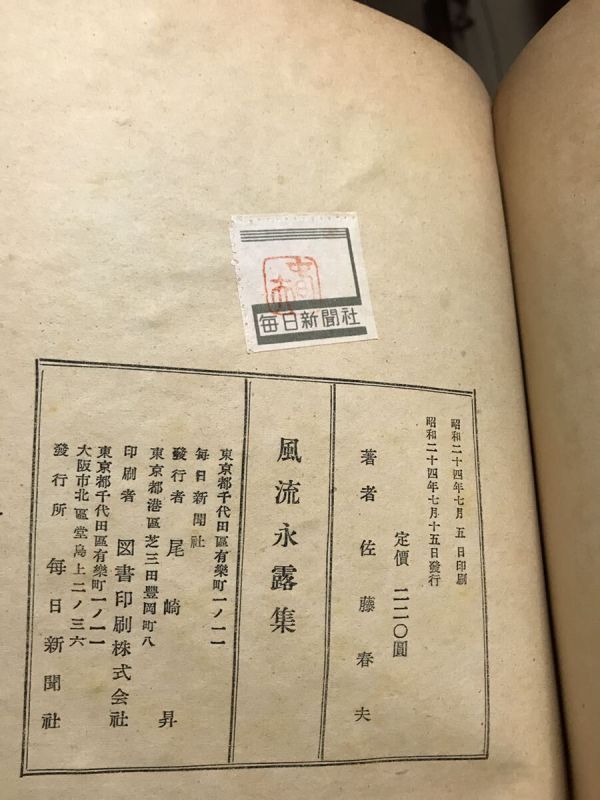 毎日新聞社
昭和二十四年七月 五 日印刷
昭和二十四年七月十五日發行
定價 二二〇圓
著者 佐藤春夫
風流永露集
東京都千代田區有樂町一ノ一一
毎日新聞社
發行者 尾崎昇
東京都港區芝三田豐岡町八
印刷者 図書印刷株式会社
東京都千代田區有樂町一ノ一一
大阪市北區堂島上二ノ三六
發行所 毎日新聞社